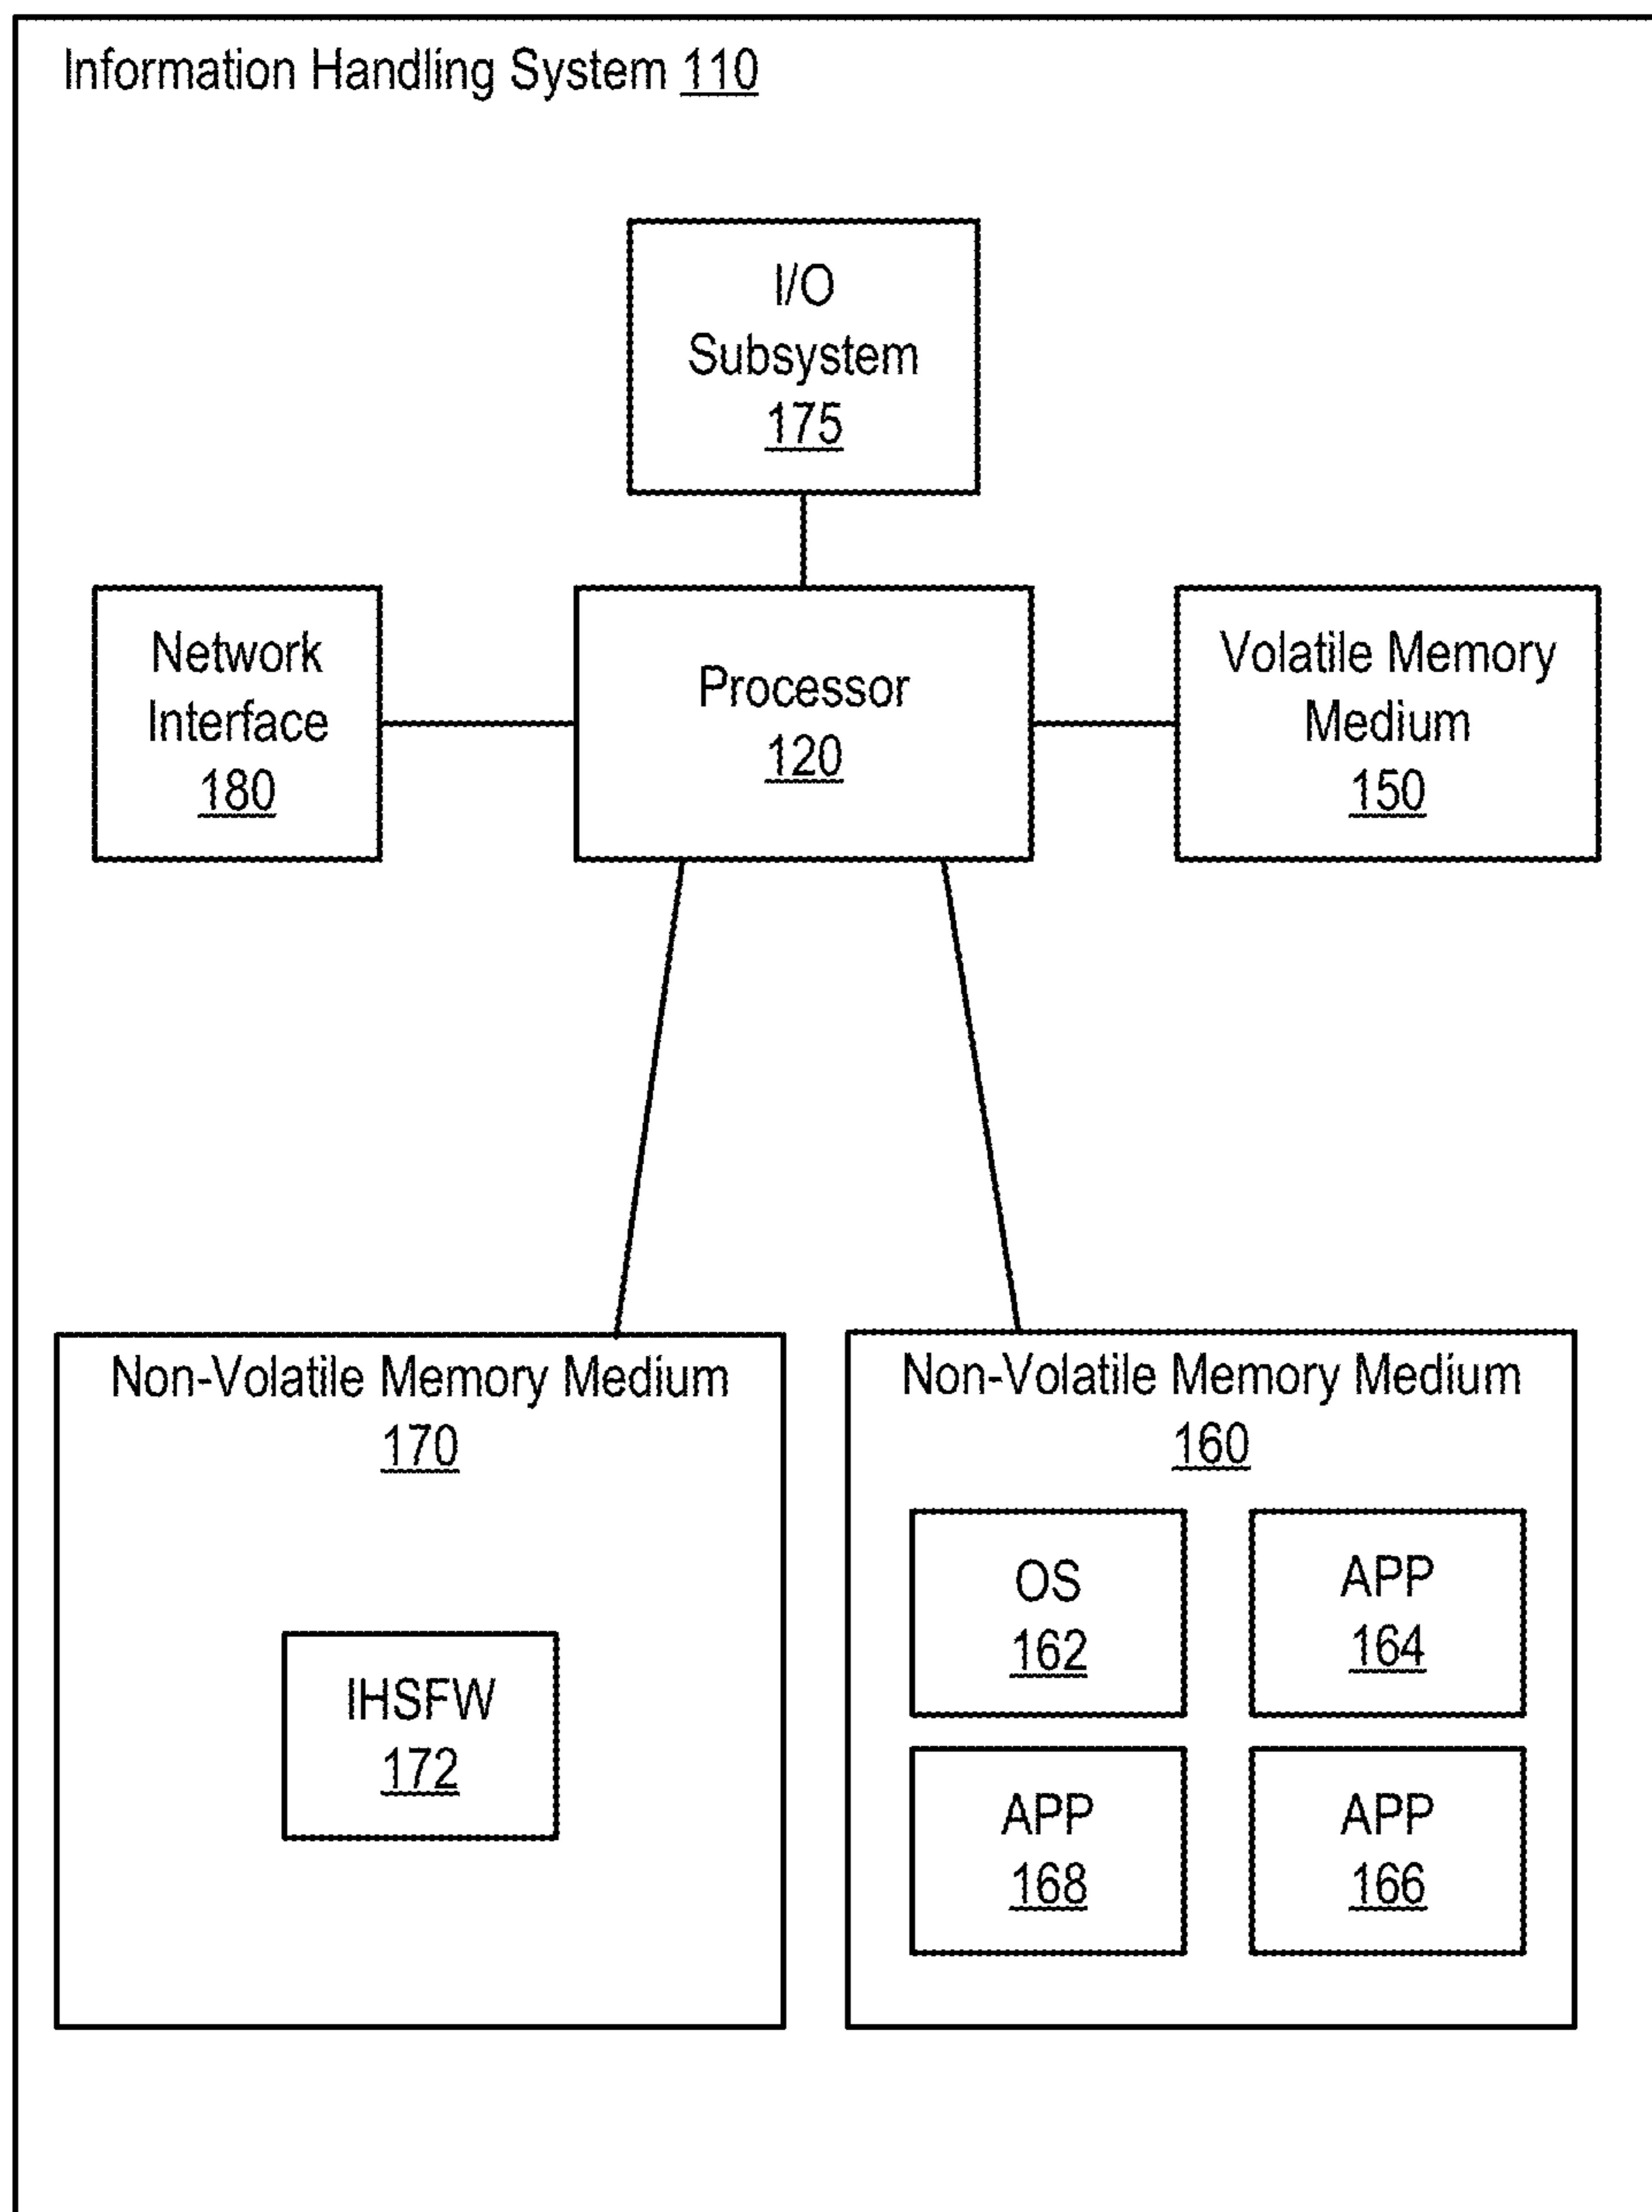 Information Handling System 110
I/O
Subsystem
175
Network
Interface
180
Processor
120
Volatile Memory
Medium
150
Non-Volatile Memory Medium
170
IHSFW
172
Non-Volatile Memory Medium
160
OS
162
APP
164
APP
168
APP
166